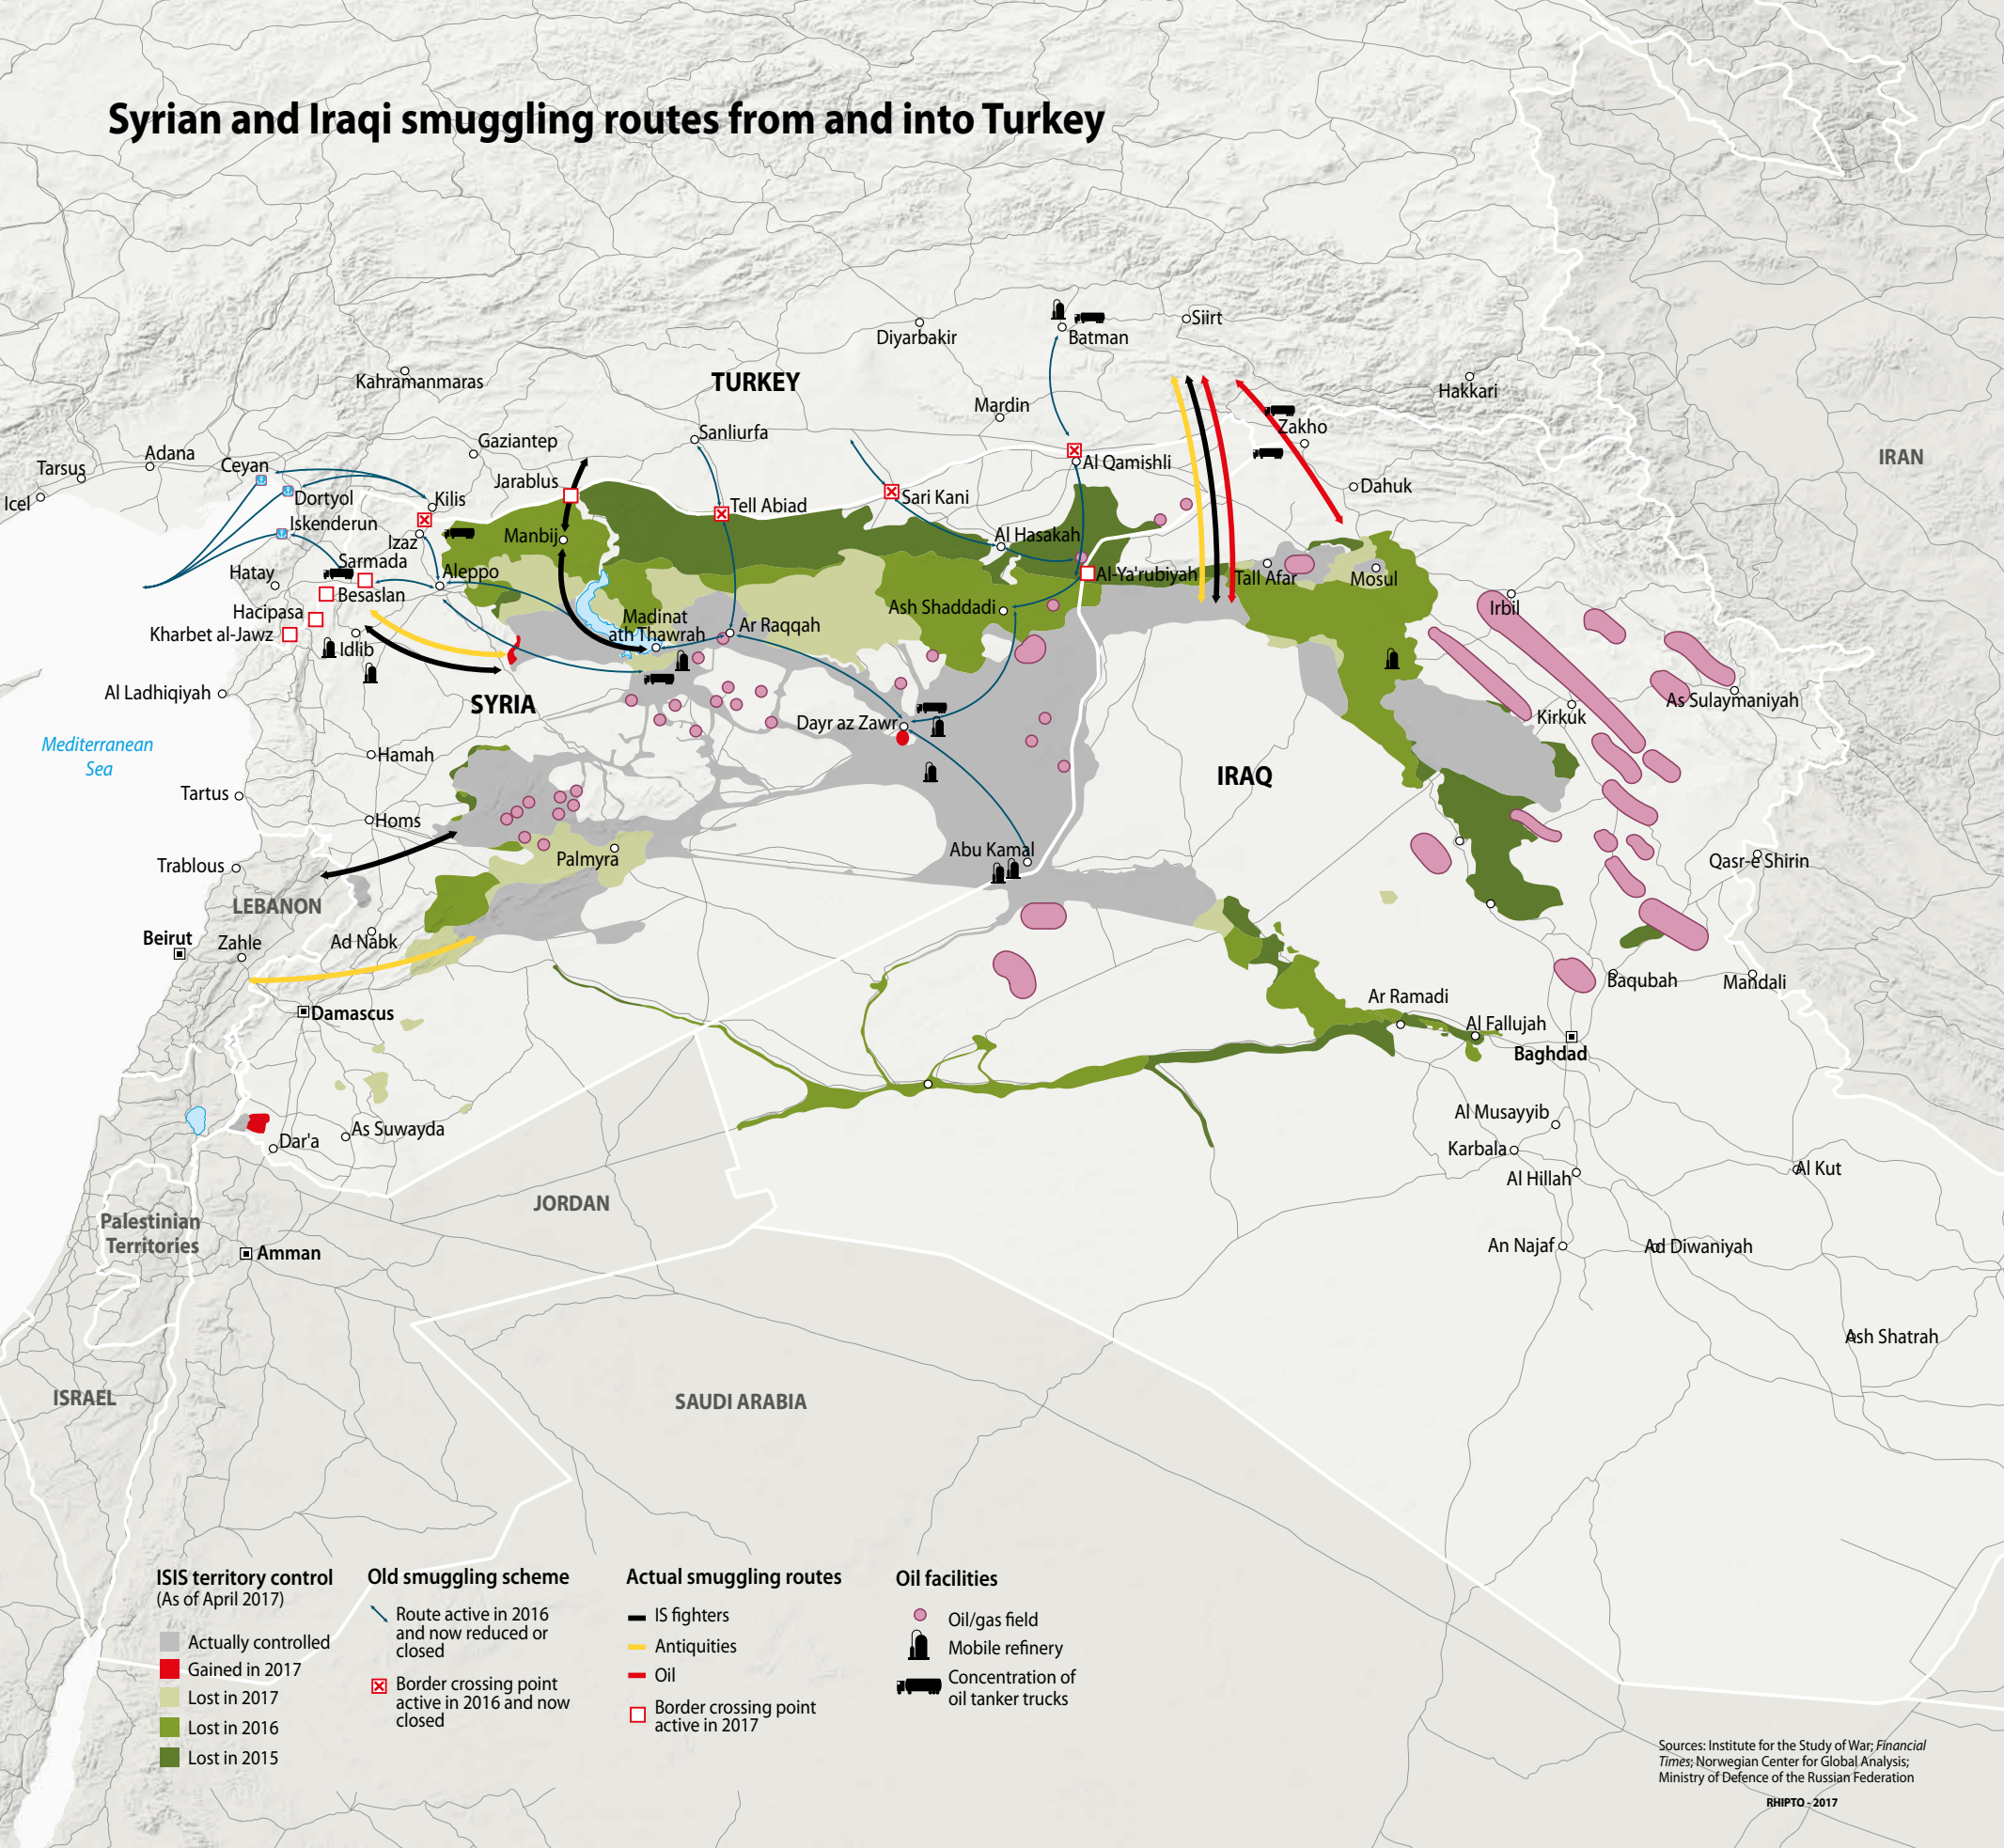 Syrian and Iraqi smuggling routes from and into Turkey
Siirt
Diyarbakir
Batman
TURKEY
Kahramanmaras
Hakkari
Mardin
Zakho
Sanliurfa
Gaziantep
Adana
Tarsus
Ceyan
Al Qamishli
IRAN
Jarablus
Dahuk
Icel
Dortyol
Kilis
Tell Abiad
Sari Kani
Iskenderun
Manbij
Al Hasakah
Izaz
Sarmada
Hatay
Aleppo
Al-Ya'rubiyah
Tall Afar
Mosul
Besaslan
Hacipasa
Ash Shaddadi
Irbil
Kharbet al-Jawz
Madinat
ath Thawrah
Ar Raqqah
Idlib
Al Ladhiqiyah
SYRIA
As Sulaymaniyah
Dayr az Zawr
Kirkuk
Mediterranean
Sea
Hamah
IRAQ
Tartus
Homs
Abu Kamal
Palmyra
Trablous
Qasr-e Shirin
LEBANON
Beirut
Zahle
Ad Nabk
Baqubah
Mandali
Ar Ramadi
Damascus
Al Fallujah
Baghdad
Al Musayyib
As Suwayda
Dar'a
Karbala
Al Kut
Al Hillah
JORDAN
Palestinian
Territories
Amman
An Najaf
Ad Diwaniyah
Ash Shatrah
ISRAEL
SAUDI ARABIA
ISIS territory control
(As of April 2017)
Actually controlled
Gained in 2017
Lost in 2017
Lost in 2016
Lost in 2015
Old smuggling scheme
Route active in 2016
and now reduced or
closed
Border crossing point
active in 2016 and now
closed
Actual smuggling routes
IS fighters
Antiquities
Oil
Border crossing point
active in 2017
Oil facilities
Oil/gas field
Mobile refinery
Concentration of
oil tanker trucks
Sources: Institute for the Study of War; Financial
Times; Norwegian Center for Global Analysis;
Ministry of Defence of the Russian Federation
RHIPTO - 2017